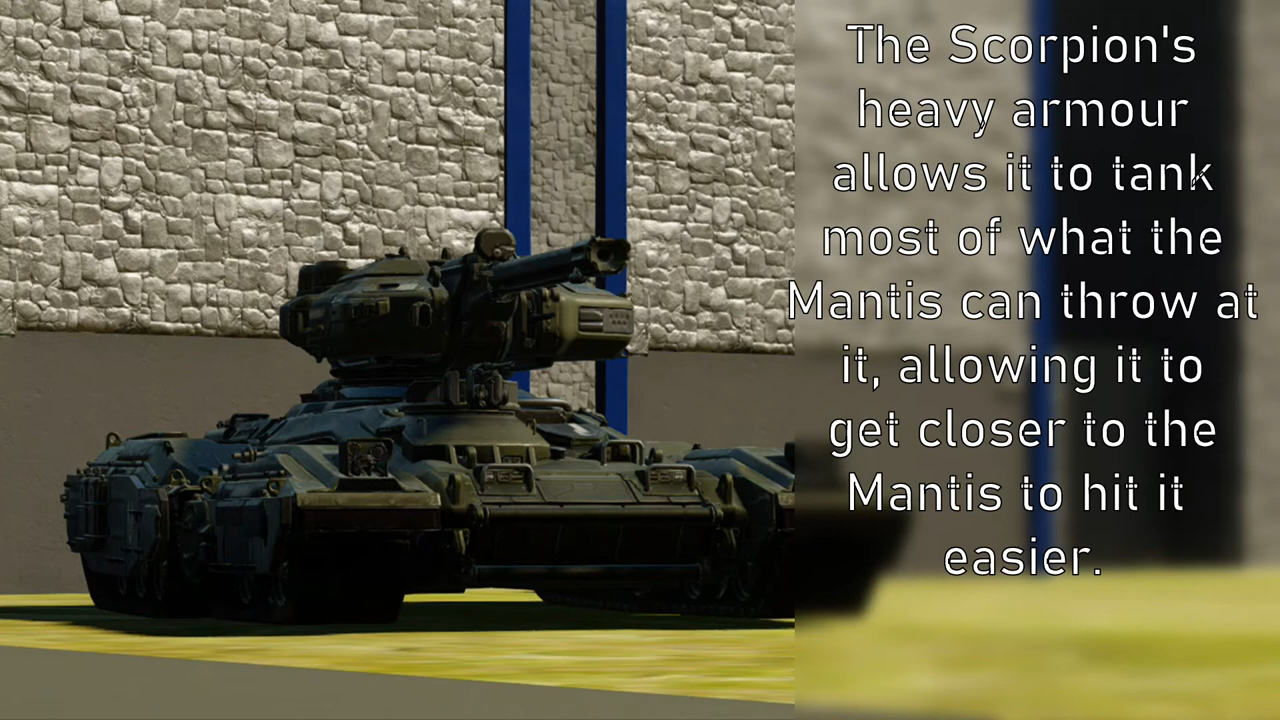 The Scorpion's
heavy armour
allows it to tank
most of what the
Mantis can throw at
it, allowing it to
get closer to the
Mantis to hit it
easier.